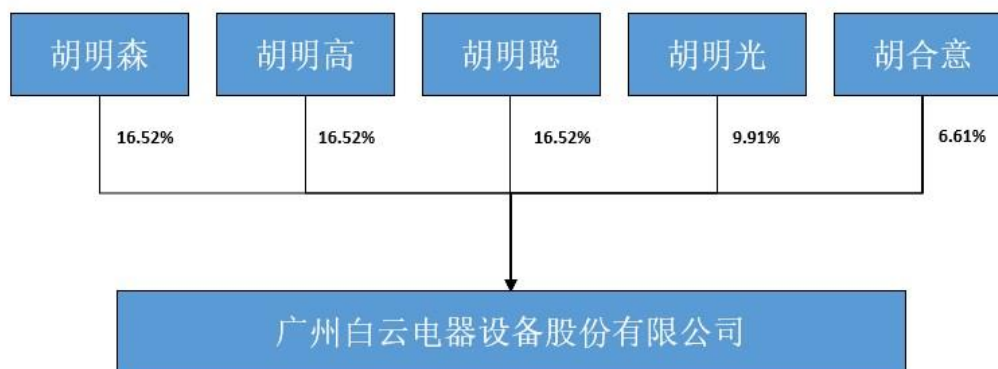 胡明森
胡明高
胡明聪
胡明光
胡合意
16.52%
16.52%
16.52%
9.91%
6.61%
广州白云电器设备股份有限公司